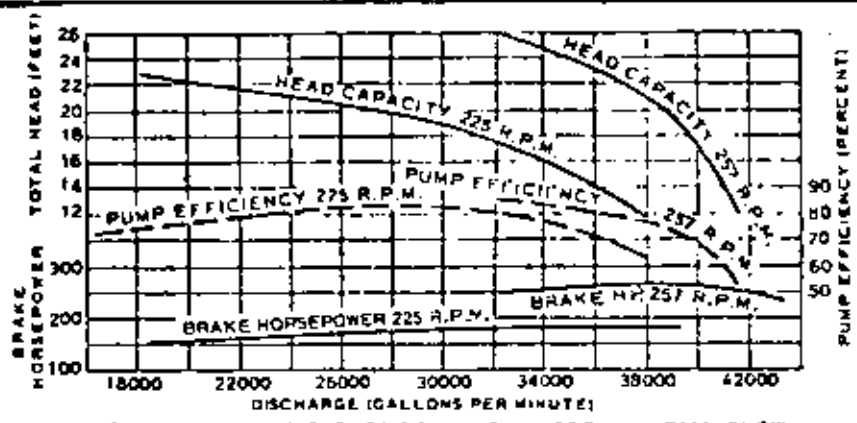 TOTAL HEAD (FEET)
26
24
22
20
18
16
14
12
BRAKE HORSEPOWER
300
200
100
HEAD CAPACITY 225 R.P.M.
HEAD CAPACITY 257 R.P.M.
PUMP EFFICIENCY 225 R.P.M.
PUMP EFFICIENCY 257 R.P.M.
BRAKE HP. 257 R.P.M.
BRAKE HORSEPOWER 225 R.P.M.
90
80
70
60
50
PUMP EFFICIENCY (PERCENT)
18000 22000 26000 30000 34000 38000 42000
DISCHARGE (GALLONS PER MINUTE)